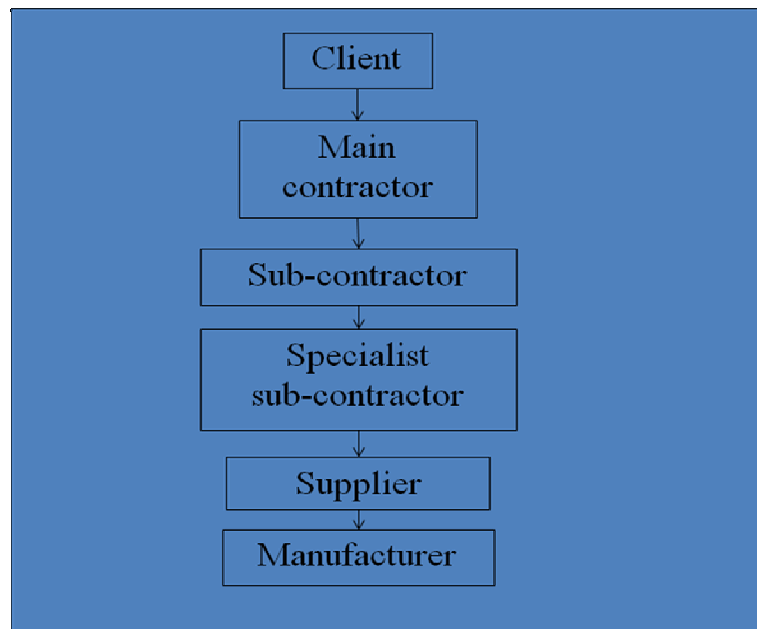 Client
Main
contractor
Sub-contractor
Specialist
sub-contractor
Supplier
Manufacturer